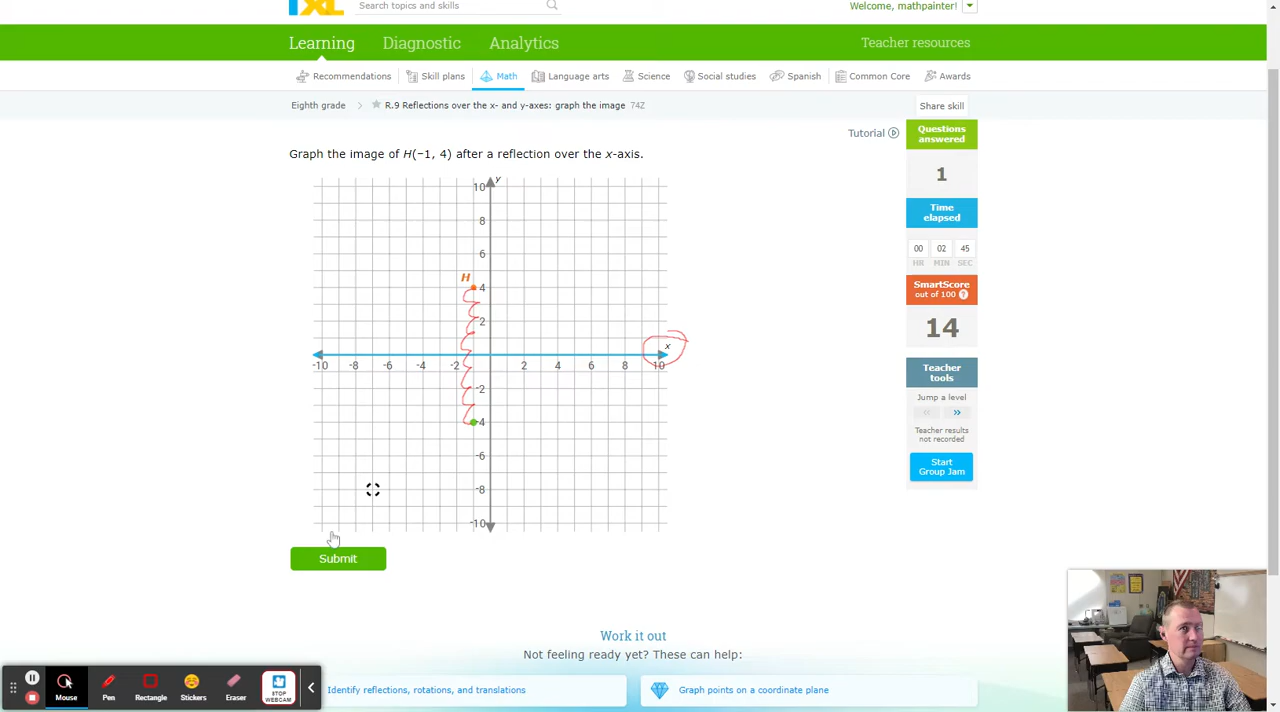 IXL
Search topics and skills
Welcome, mathpainter!
Learning Diagnostic Analytics Teacher resources
Recommendations Skill plans Math Language arts Science Social studies Spanish Common Core Awards
Eighth grade > R.9 Reflections over the x- and y-axes: graph the image 74Z
Share skill
Tutorial
Questions answered
1
Time elapsed
00 02 45
HR MIN SEC
SmartScore
out of 100 ?
14
Teacher tools
Jump a level
<< >>
Teacher results not recorded
Start Group Jam
Graph the image of H(−1, 4) after a reflection over the x-axis.
y
10
8
6
H
4
2
x
-10 -8 -6 -4 -2 2 4 6 8 10
-2
-4
-6
-8
-10
Submit
Work it out
Not feeling ready yet? These can help:
Identify reflections, rotations, and translations
Graph points on a coordinate plane
Mouse Pen Rectangle Stickers Eraser STOP WEBCAM